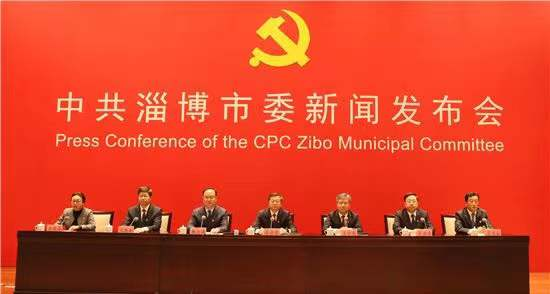 中共淄博市委新闻发布会
Press Conference of the CPC Zibo Municipal Committee